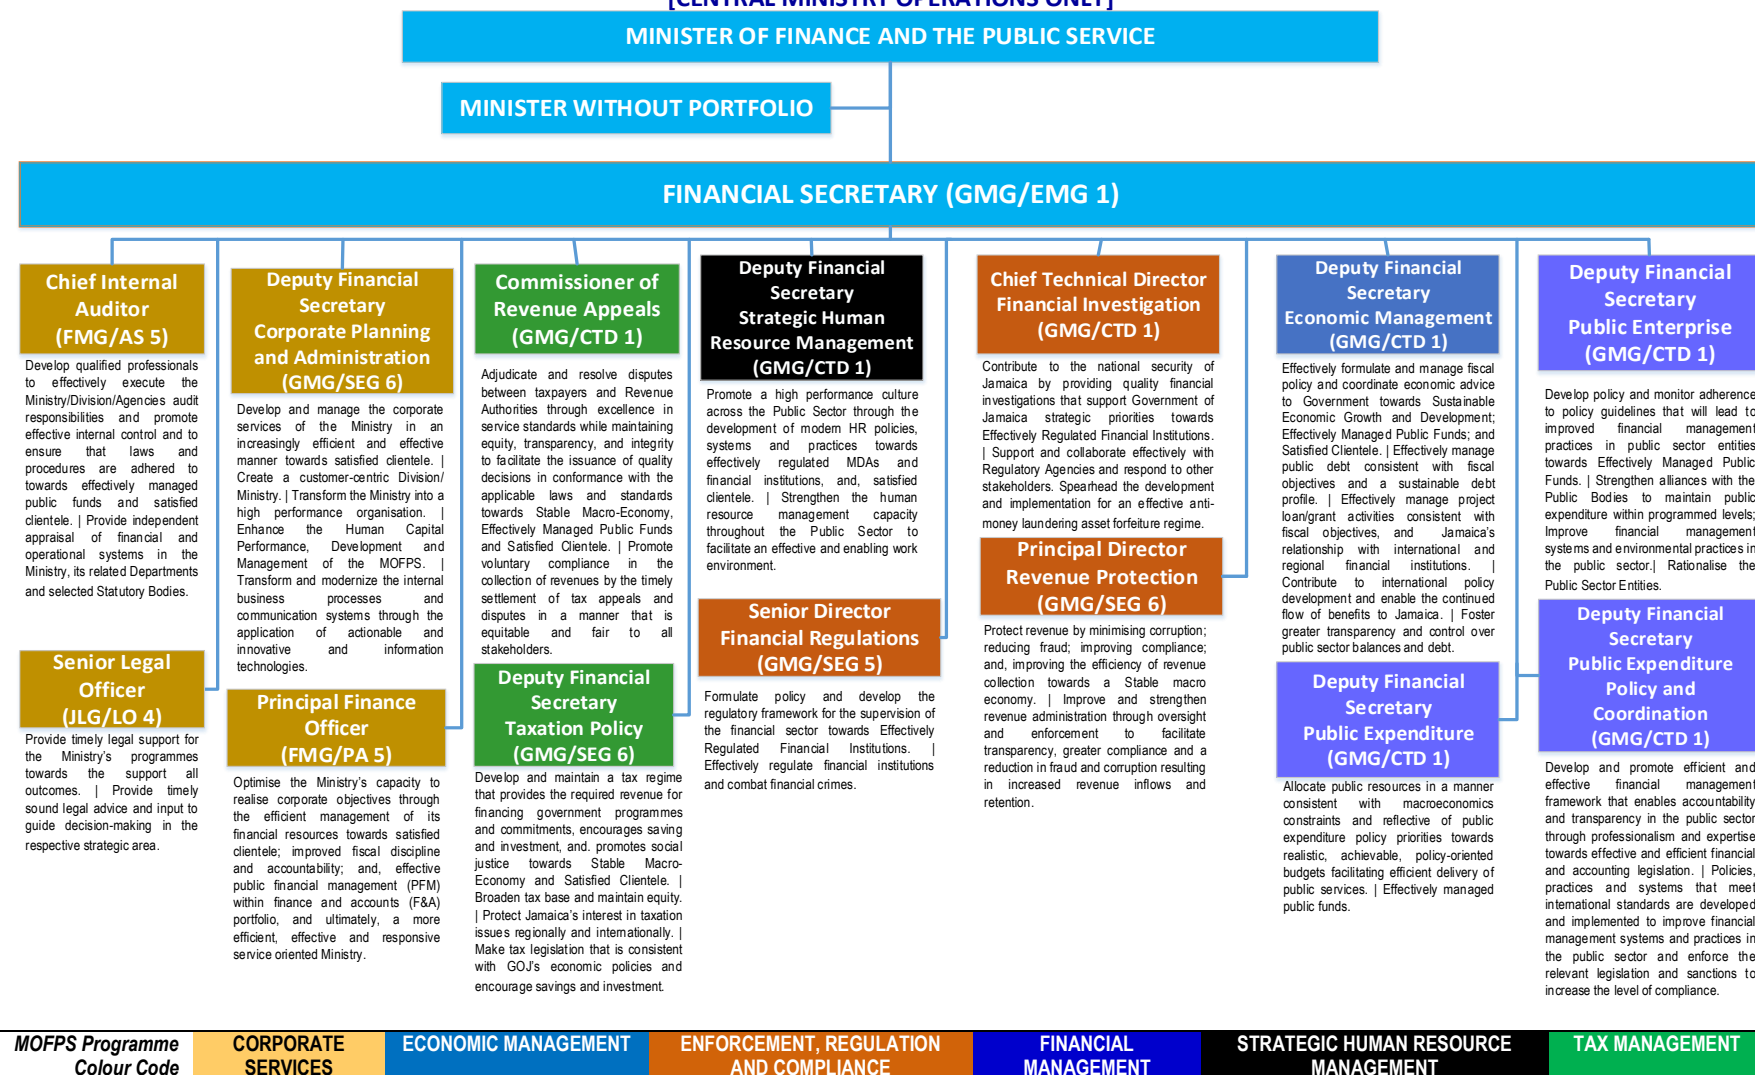 [CENTRAL MINISTRY OPERATIONS ONLY]
MINISTER OF FINANCE AND THE PUBLIC SERVICE
MINISTER WITHOUT PORTFOLIO
FINANCIAL SECRETARY (GMG/EMG 1)
Chief Internal
Auditor
(FMG/AS 5)
Develop qualified professionals
to effectively execute the
Ministry/Division/Agencies audit
responsibilities and promote
effective internal control and to
ensure that laws and
procedures are adhered to
towards effectively managed
public funds and satisfied
clientele. | Provide independent
appraisal of financial and
operational systems in the
Ministry, its related Departments
and selected Statutory Bodies.
Senior Legal
Officer
(JLG/LO 4)
Provide timely legal support for
the Ministry's programmes
towards the support all
outcomes. | Provide timely
sound legal advice and input to
guide decision-making in the
respective strategic area.
Deputy Financial
Secretary
Corporate Planning
and Administration
(GMG/SEG 6)
Develop and manage the corporate
services of the Ministry in an
increasingly efficient and effective
manner towards satisfied clientele. |
Create a customer-centric Division/
Ministry. | Transform the Ministry into a
high performance organisation. |
Enhance the Human Capital
Performance, Development and
Management of the MOFPS. |
Transform and modernize the internal
business processes and
communication systems through the
application of actionable and
innovative and information
technologies.
Principal Finance
Officer
(FMG/PA 5)
Optimise the Ministry's capacity to
realise corporate objectives through
the efficient management of its
financial resources towards satisfied
clientele; improved fiscal discipline
and accountability; and, effective
public financial management (PFM)
within finance and accounts (F&A)
portfolio, and ultimately, a more
efficient, effective and responsive
service oriented Ministry.
Commissioner of
Revenue Appeals
(GMG/CTD 1)
Adjudicate and resolve disputes
between taxpayers and Revenue
Authorities through excellence in
service standards while maintaining
equity, transparency, and integrity
to facilitate the issuance of quality
decisions in conformance with the
applicable laws and standards
towards Stable Macro-Economy,
Effectively Managed Public Funds
and Satisfied Clientele. | Promote
voluntary compliance in the
collection of revenues by the timely
settlement of tax appeals and
disputes in a manner that is
equitable and fair to all
stakeholders.
Deputy Financial
Secretary
Taxation Policy
(GMG/SEG 6)
Develop and maintain a tax regime
that provides the required revenue for
financing government programmes
and commitments, encourages saving
and investment, and. promotes social
justice towards Stable Macro-
Economy and Satisfied Clientele. |
Broaden tax base and maintain equity.
| Protect Jamaica's interest in taxation
issues regionally and internationally. |
Make tax legislation that is consistent
with GOJ's economic policies and
encourage savings and investment.
Deputy Financial
Secretary
Strategic Human
Resource Management
(GMG/CTD 1)
Promote a high performance culture
across the Public Sector through the
development of modern HR policies,
systems and practices towards
effectively regulated MDAs and
financial institutions, and, satisfied
clientele. | Strengthen the human
resource management capacity
throughout the Public Sector to
facilitate an effective and enabling work
environment.
Senior Director
Financial Regulations
(GMG/SEG 5)
Formulate policy and develop the
regulatory framework for the supervision of
the financial sector towards Effectively
Regulated Financial Institutions. |
Effectively regulate financial institutions
and combat financial crimes.
Chief Technical Director
Financial Investigation
(GMG/CTD 1)
Contribute to the national security of
Jamaica by providing quality financial
investigations that support Government of
Jamaica strategic priorities towards
Effectively Regulated Financial Institutions.
| Support and collaborate effectively with
Regulatory Agencies and respond to other
stakeholders. Spearhead the development
and implementation for an effective anti-
money laundering asset forfeiture regime.
Principal Director
Revenue Protection
(GMG/SEG 6)
Protect revenue by minimising corruption;
reducing fraud; improving compliance;
and, improving the efficiency of revenue
collection towards a Stable macro
economy. | Improve and strengthen
revenue administration through oversight
and enforcement to facilitate
transparency, greater compliance and a
reduction in fraud and corruption resulting
in increased revenue inflows and
retention.
Deputy Financial
Secretary
Economic Management
(GMG/CTD 1)
Effectively formulate and manage fiscal
policy and coordinate economic advice
to Government towards Sustainable
Economic Growth and Development;
Effectively Managed Public Funds; and
Satisfied Clientele. | Effectively manage
public debt consistent with fiscal
objectives and a sustainable debt
profile. | Effectively manage project
loan/grant activities consistent with
fiscal objectives, and Jamaica's
relationship with international and
regional financial institutions. |
Contribute to international policy
development and enable the continued
flow of benefits to Jamaica. | Foster
greater transparency and control over
public sector balances and debt.
Deputy Financial
Secretary
Public Expenditure
(GMG/CTD 1)
Allocate public resources in a manner
consistent with macroeconomics
constraints and reflective of public
expenditure policy priorities towards
realistic, achievable, policy-oriented
budgets facilitating efficient delivery of
public services. | Effectively managed
public funds.
Deputy Financial
Secretary
Public Enterprise
(GMG/CTD 1)
Develop policy and monitor adherence
to policy guidelines that will lead to
improved financial management
practices in public sector entities
towards Effectively Managed Public
Funds. | Strengthen alliances with the
Public Bodies to maintain public
expenditure within programmed levels;
Improve financial management
systems and environmental practices in
the public sector.| Rationalise the
Public Sector Entities.
Deputy Financial
Secretary
Public Expenditure
Policy and
Coordination
(GMG/CTD 1)
Develop and promote efficient and
effective financial management
framework that enables accountability
and transparency in the public sector
through professionalism and expertise
towards effective and efficient financial
and accounting legislation. | Policies,
practices and systems that meet
international standards are developed
and implemented to improve financial
management systems and practices in
the public sector and enforce the
relevant legislation and sanctions to
increase the level of compliance.
MOFPS Programme
Colour Code
CORPORATE
SERVICES
ECONOMIC MANAGEMENT
ENFORCEMENT, REGULATION
AND COMPLIANCE
FINANCIAL
MANAGEMENT
STRATEGIC HUMAN RESOURCE
MANAGEMENT
TAX MANAGEMENT